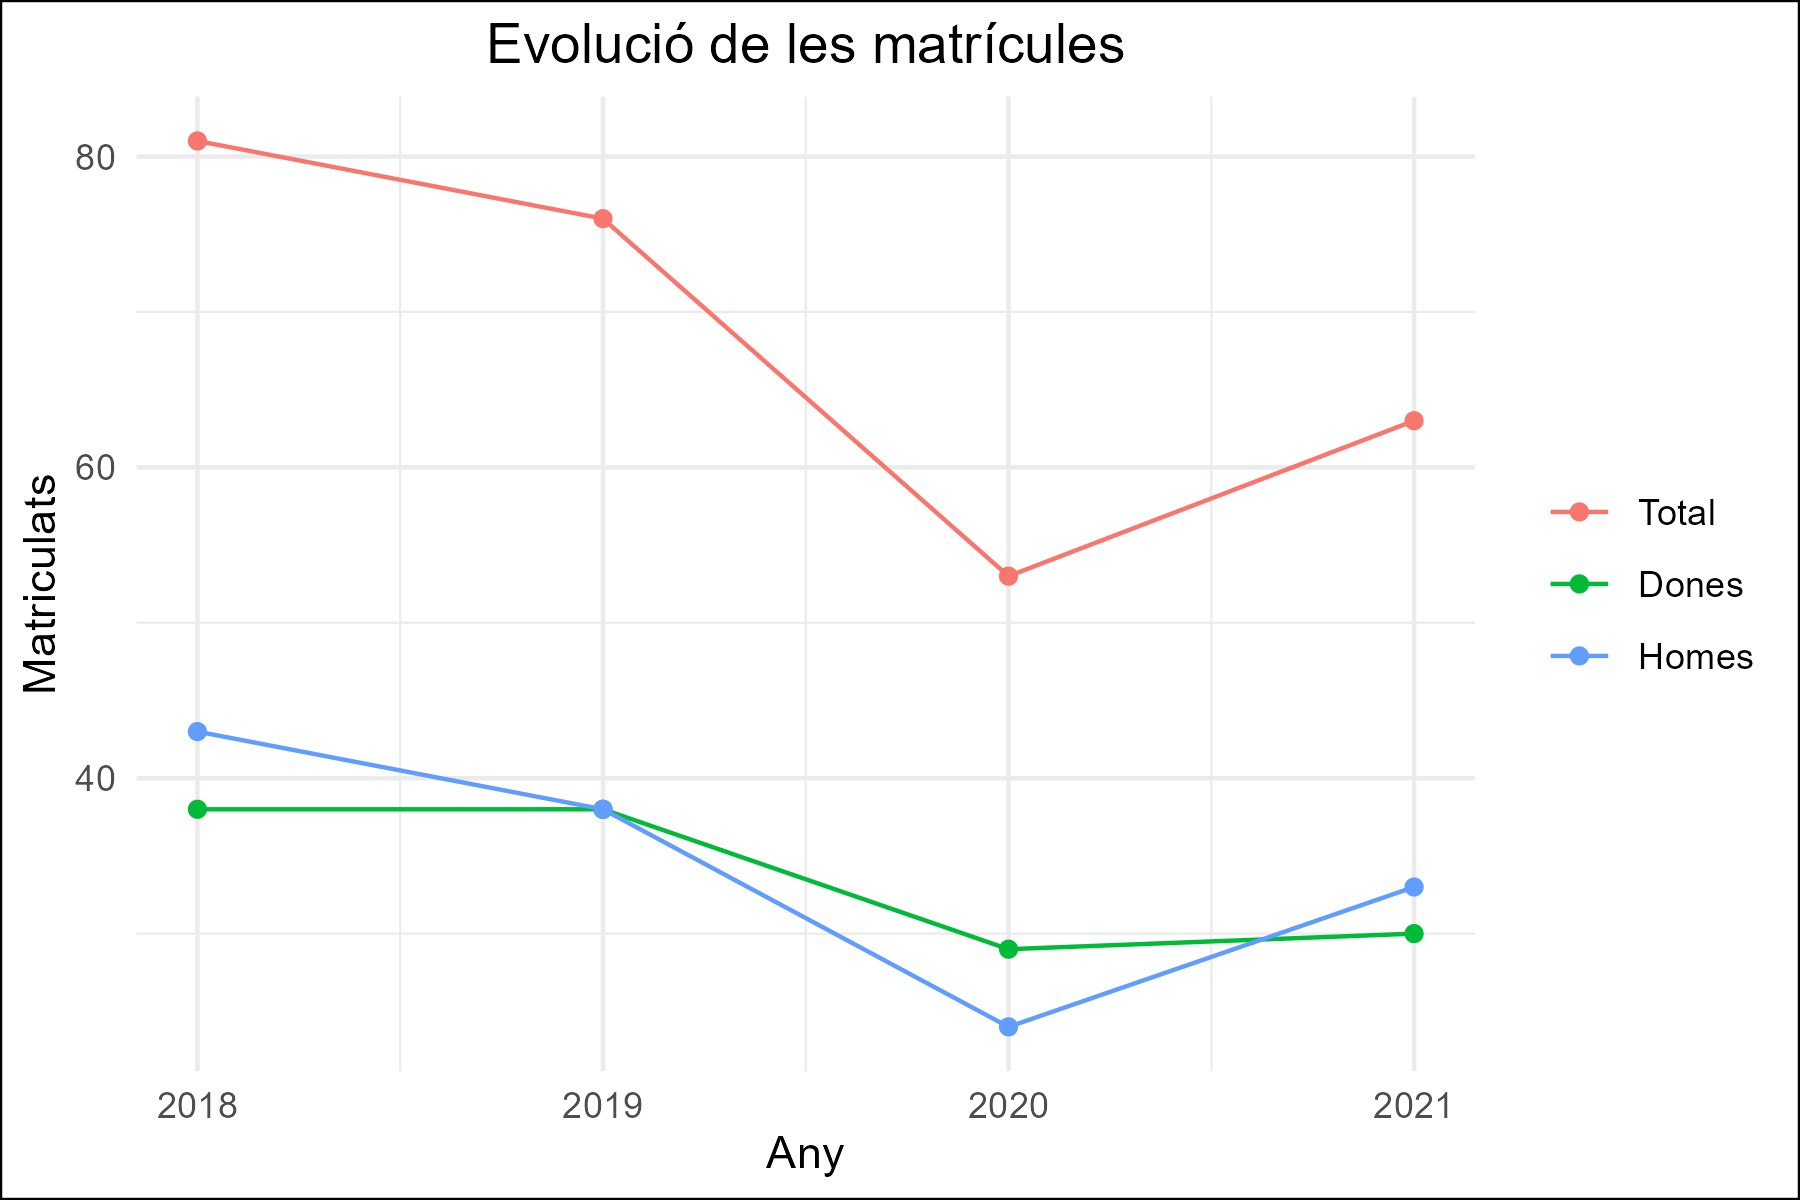 Evolució de les matrícules
80
60
40
Matriculats
2018 2019 2020 2021
Any
Total
Dones
Homes